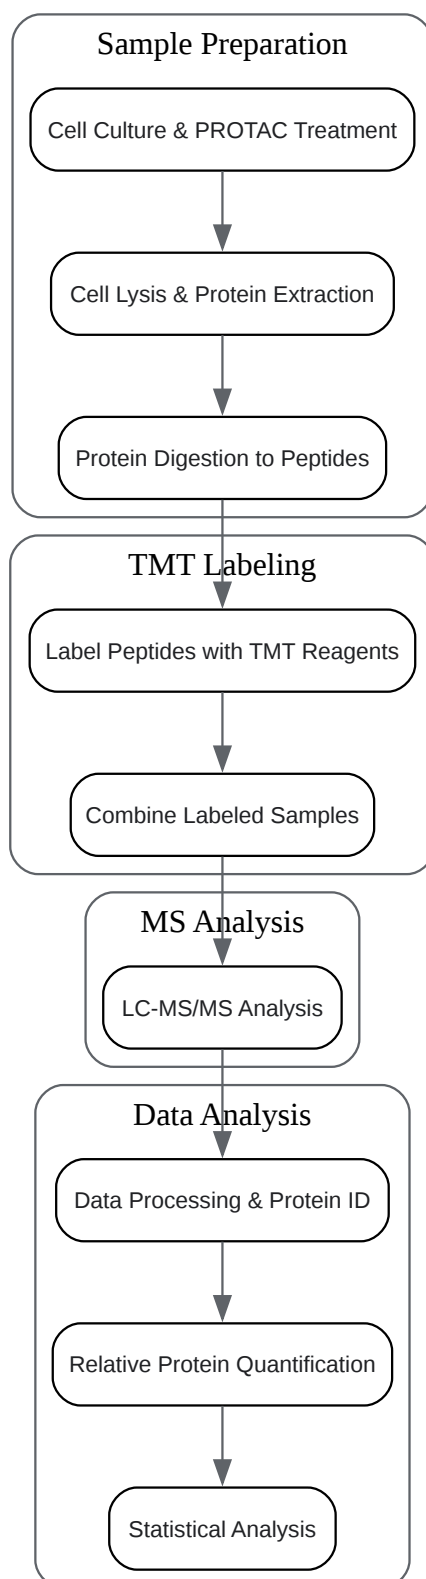 Sample Preparation
Cell Culture & PROTAC Treatment
Cell Lysis & Protein Extraction
Protein Digestion to Peptides
TMT Labeling
Label Peptides with TMT Reagents
Combine Labeled Samples
MS Analysis
LC-MS/MS Analysis
Data Analysis
Data Processing & Protein ID
Relative Protein Quantification
Statistical Analysis